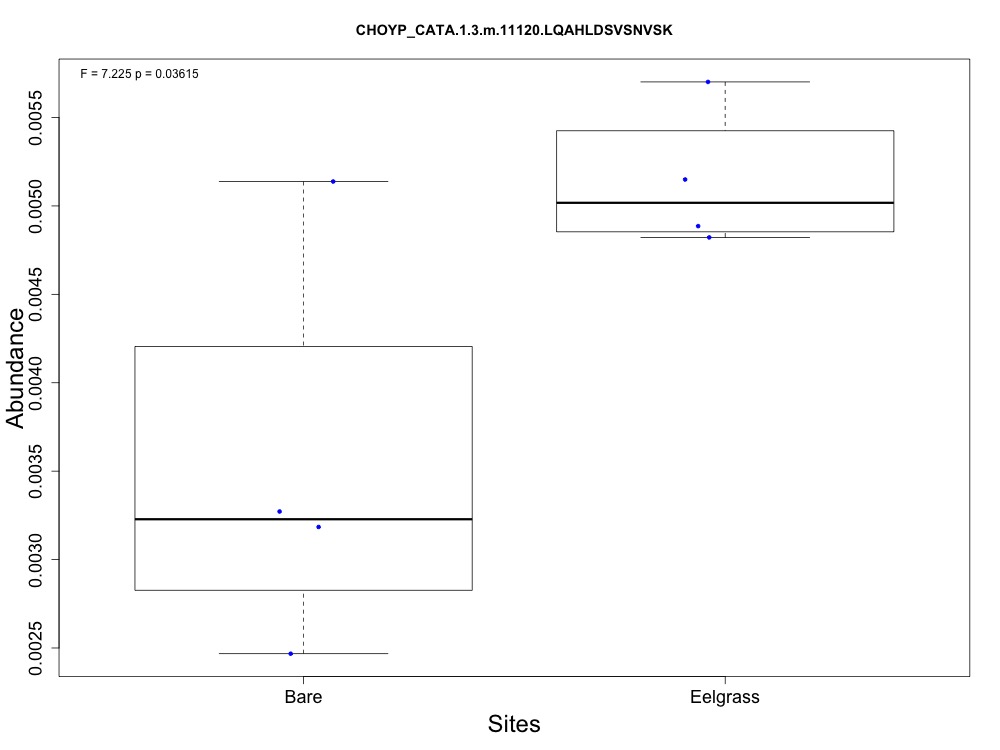 CHOYP_CATA.1.3.m.11120.LQAHLDSVSNVSK
F = 7.225 p = 0.03615
Abundance
0.0055
0.0050
0.0045
0.0040
0.0035
0.0030
0.0025
Bare
Eelgrass
Sites